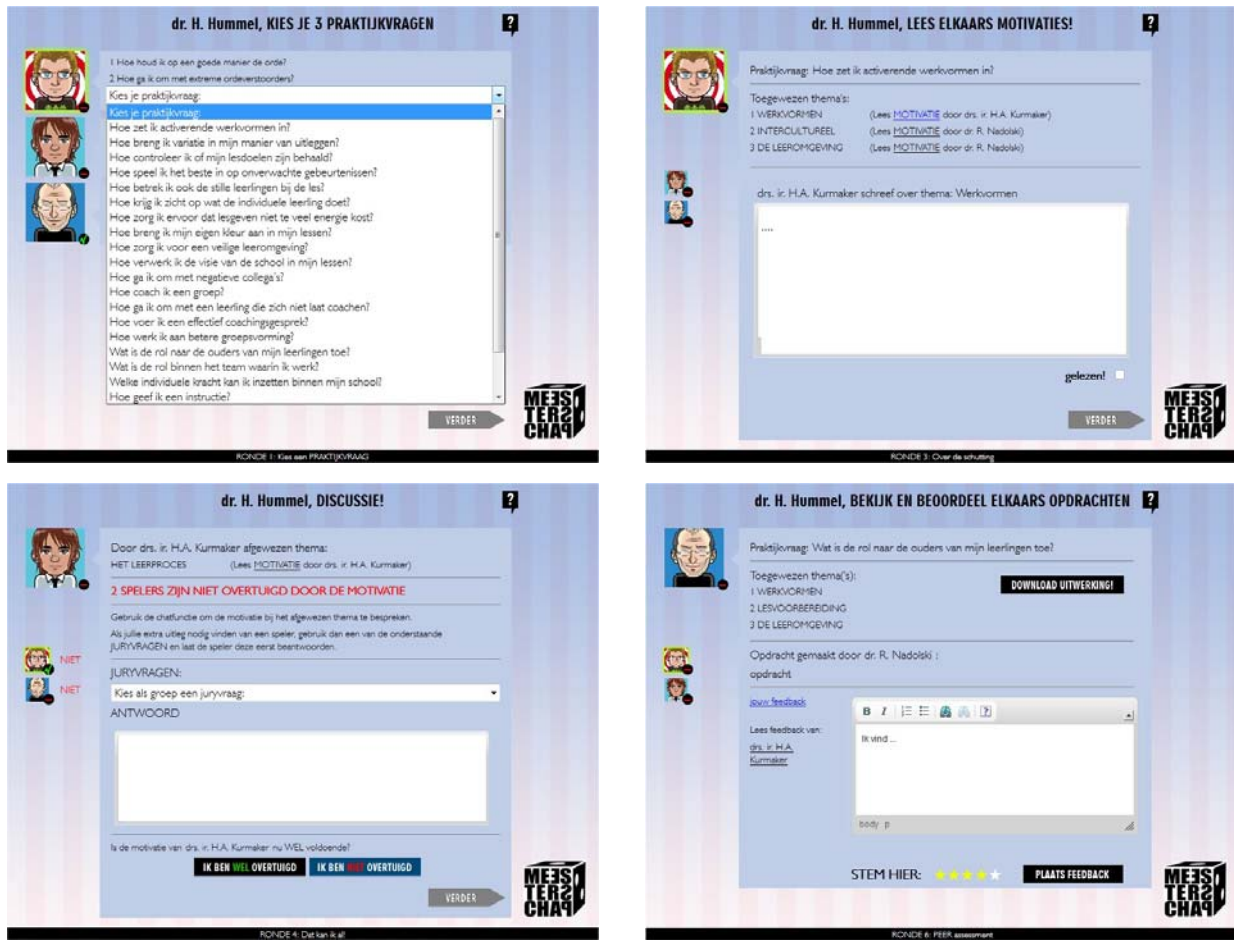 dr. H. Hummel, KIES JE 3 PRAKTIJKVRAGEN
?
1 Hoe houd ik op een goede manier de orde?
2 Hoe ga ik om met extreme ordeverstoorders?
Kies je praktijkvraag:
Kies je praktijkvraag:
Hoe zet ik activerende werkvormen in?
Hoe breng ik variatie in mijn manier van uitleggen?
Hoe controleer ik of mijn lesdoelen zijn behaald?
Hoe speel ik het beste in op onverwachte gebeurtenissen?
Hoe betrek ik ook de stille leerlingen bij de les?
Hoe krijg ik zicht op wat de individuele leerling doet?
Hoe zorg ik ervoor dat lesgeven niet te veel energie kost?
Hoe breng ik mijn eigen kleur aan in mijn lessen?
Hoe zorg ik voor een veilige leeromgeving?
Hoe verwerk ik de visie van de school in mijn lessen?
Hoe ga ik om met negatieve collega's?
Hoe coach ik een groep?
Hoe ga ik om met een leerling die zich niet laat coachen?
Hoe voer ik een effectief coachingsgesprek?
Hoe werk ik aan betere groepsvorming?
Wat is de rol naar de ouders van mijn leerlingen toe?
Wat is de rol binnen het team waarin ik werk?
Welke individuele kracht kan ik inzetten binnen mijn school?
Hoe geef ik een instructie?
VERDER
MEES
TERS
CHAP
RONDE 1: Kies een PRAKTIJKVRAAG
dr. H. Hummel, LEES ELKAARS MOTIVATIES!
?
Praktijkvraag: Hoe zet ik activerende werkvormen in?
Toegewezen thema's:
1 WERKVORMEN (Lees MOTIVATIE door drs. ir. H.A. Kurmaker)
2 INTERCULTUREEL (Lees MOTIVATIE door dr. R. Nadolski)
3 DE LEEROMGEVING (Lees MOTIVATIE door dr. R. Nadolski)
drs. ir. H.A. Kurmaker schreef over thema: Werkvormen
....
gelezen!
VERDER
MEES
TERS
CHAP
RONDE 3: Over de schutting
dr. H. Hummel, DISCUSSIE!
?
Door drs. ir. H.A. Kurmaker afgewezen thema:
HET LEERPROCES (Lees MOTIVATIE door drs. ir. H.A. Kurmaker)
2 SPELERS ZIJN NIET OVERTUIGD DOOR DE MOTIVATIE
Gebruik de chatfunctie om de motivatie bij het afgewezen thema te bespreken.
Als jullie extra uitleg nodig vinden van een speler, gebruik dan een van de onderstaande
JURYVRAGEN en laat de speler deze eerst beantwoorden.
NIET
NIET
JURYVRAGEN:
Kies als groep een juryvraag:
ANTWOORD
Is de motivatie van drs. ir. H.A. Kurmaker nu WEL voldoende?
IK BEN WEL OVERTUIGD IK BEN NIET OVERTUIGD
VERDER
MEES
TERS
CHAP
RONDE 4: Dat kan ik al!
dr. H. Hummel, BEKIJK EN BEOORDEEL ELKAARS OPDRACHTEN
?
Praktijkvraag: Wat is de rol naar de ouders van mijn leerlingen toe?
Toegewezen thema('s):
DOWNLOAD UITWERKING!
1 WERKVORMEN
2 LESVOORBEREIDING
3 DE LEEROMGEVING
Opdracht gemaakt door dr. R. Nadolski :
opdracht
jouw feedback
Lees feedback van:
drs. ir. H.A.
Kurmaker
B I
Ik vind ...
body p
STEM HIER:
PLAATS FEEDBACK
MEES
TERS
CHAP
RONDE 6: PEER assessment